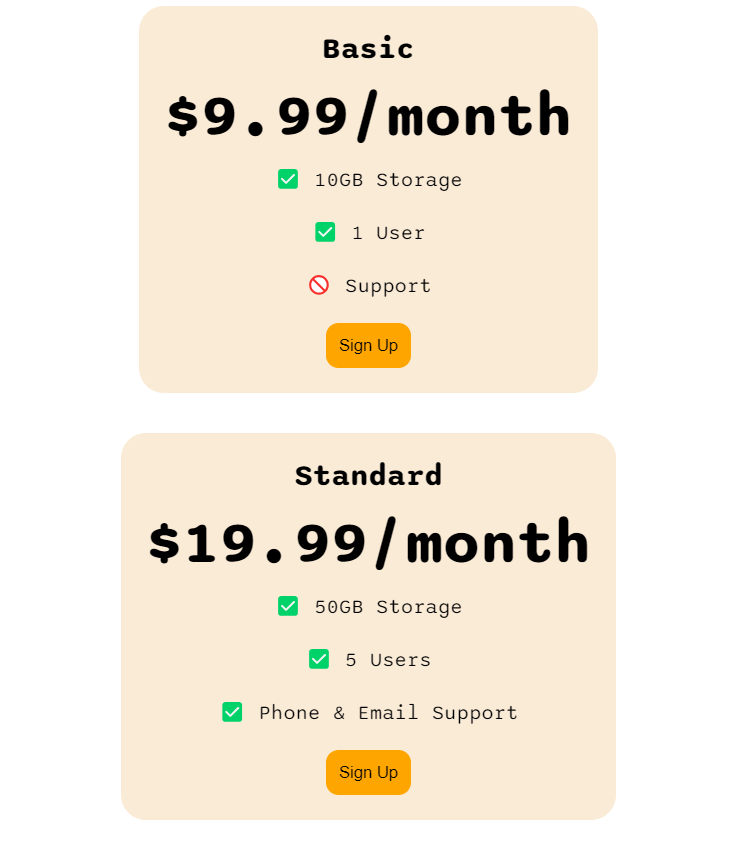 Basic
$9.99/month
10GB Storage
1 User
Support
Sign Up
Standard
$19.99/month
50GB Storage
5 Users
Phone & Email Support
Sign Up